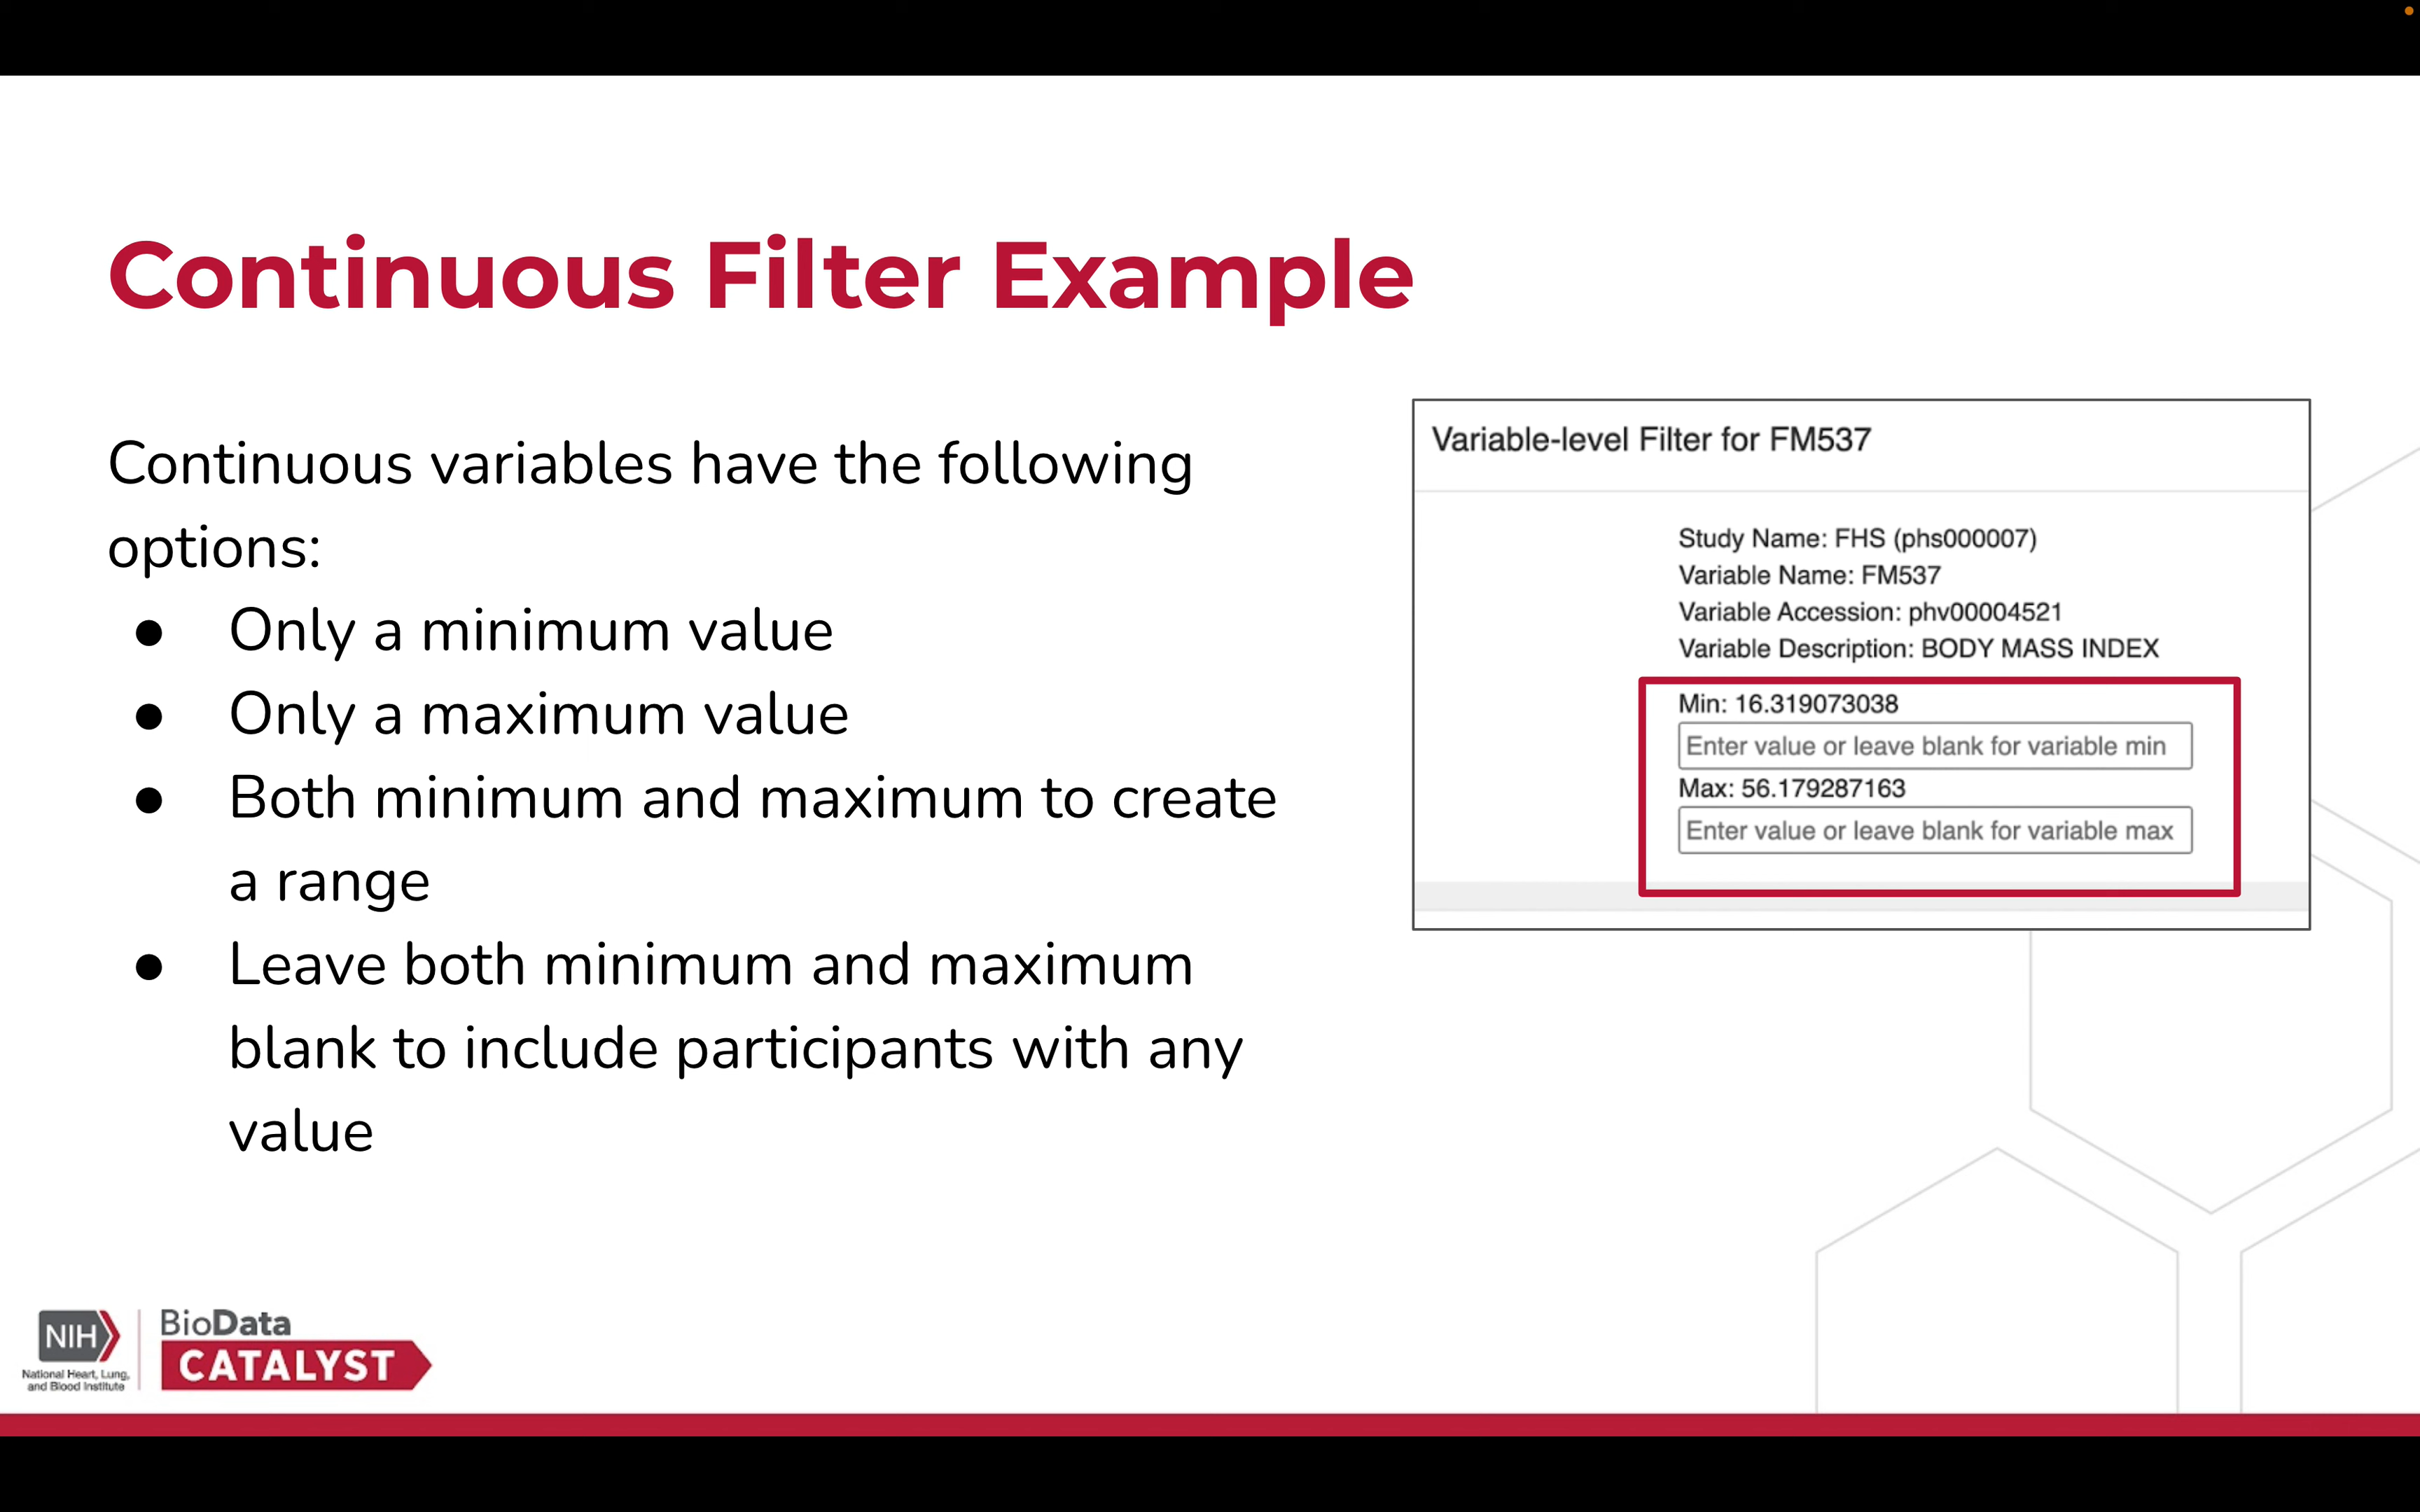 Continuous Filter Example
Continuous variables have the following
options:
● Only a minimum value
● Only a maximum value
● Both minimum and maximum to create
a range
● Leave both minimum and maximum
blank to include participants with any
value
Variable-level Filter for FM537
Study Name: FHS (phs000007)
Variable Name: FM537
Variable Accession: phv00004521
Variable Description: BODY MASS INDEX
Min: 16.319073038
Enter value or leave blank for variable min
Max: 56.179287163
Enter value or leave blank for variable max
NIH
National Heart, Lung,
and Blood Institute
BioData
CATALYST